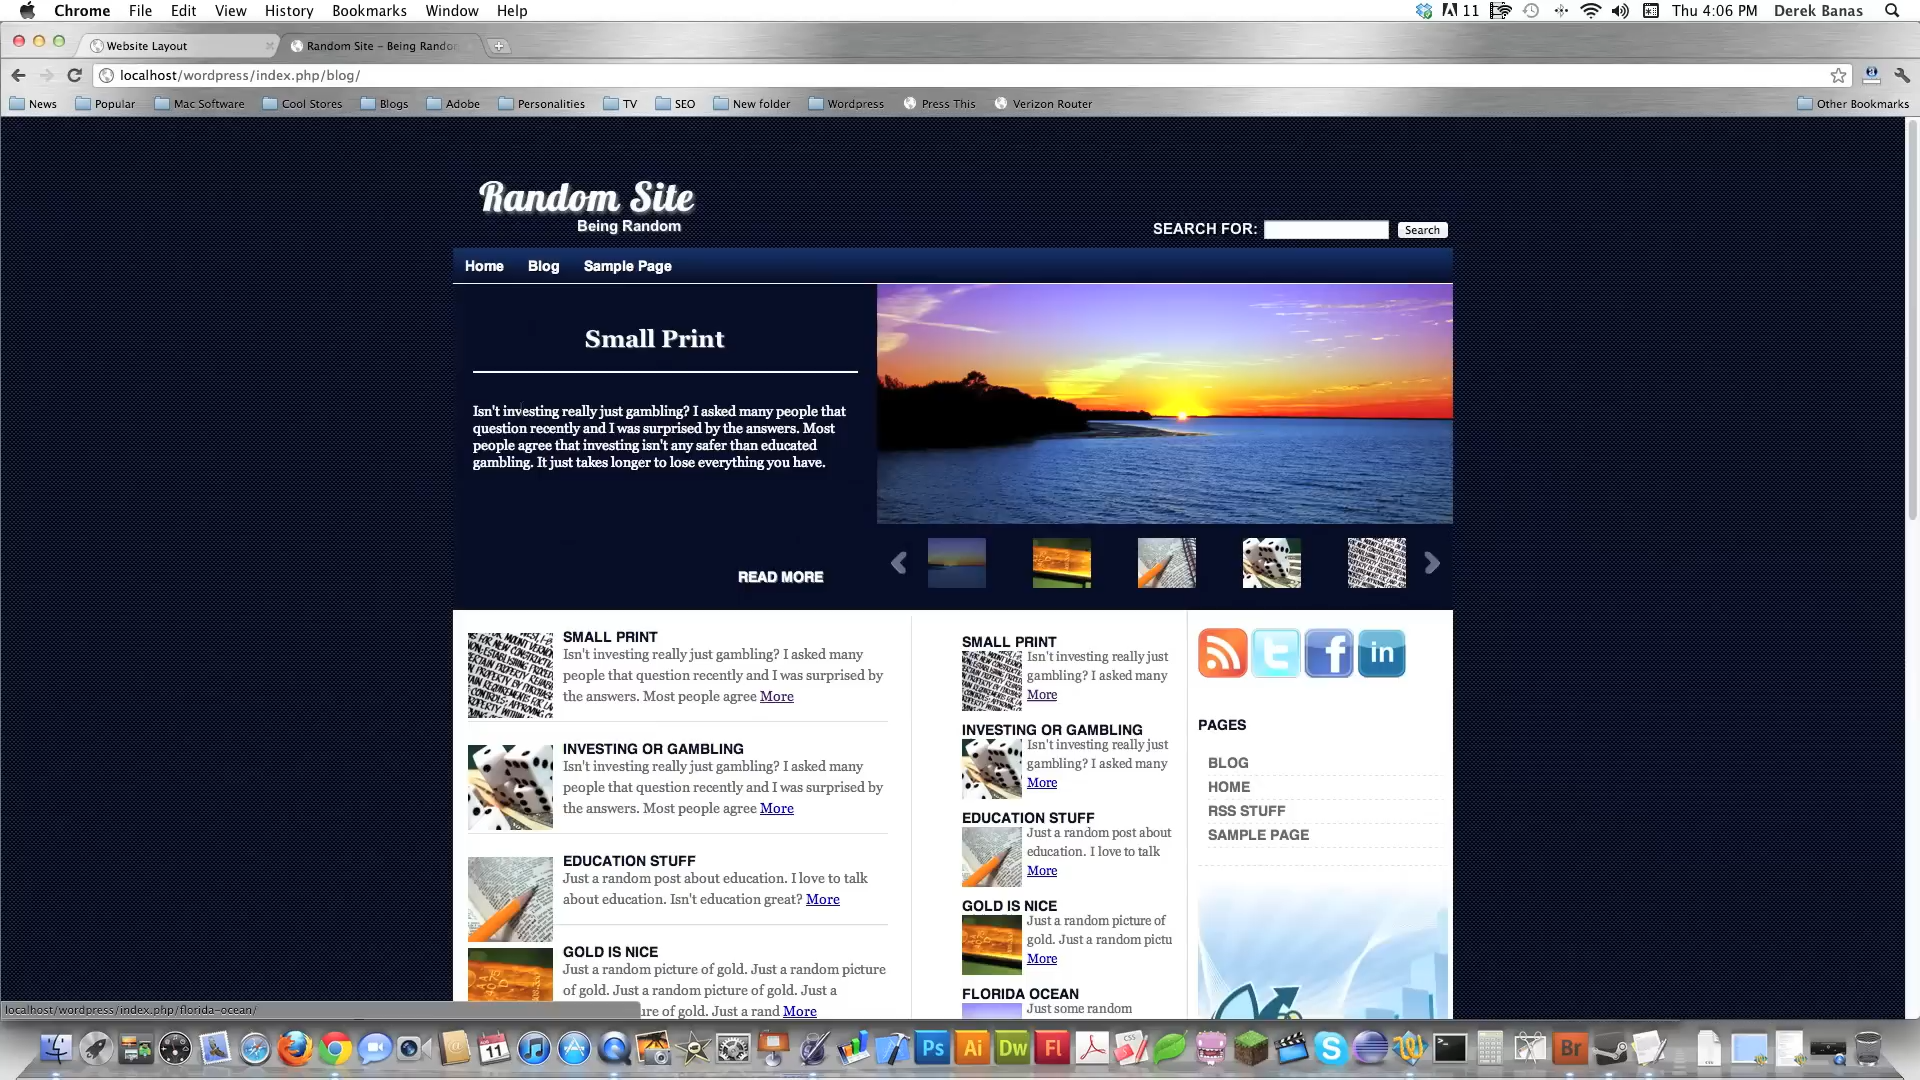 Chrome File Edit View History Bookmarks Window Help
11 Thu 4:06 PM Derek Banas
Website Layout
Random Site – Being Rando
localhost/wordpress/index.php/blog/
News Popular Mac Software Cool Stores Blogs Adobe Personalities TV SEO New folder Wordpress Press This Verizon Router Other Bookmarks
Random Site
Being Random
SEARCH FOR: Search
Home Blog Sample Page
Small Print
Isn't investing really just gambling? I asked many people that
question recently and I was surprised by the answers. Most
people agree that investing isn't any safer than educated
gambling. It just takes longer to lose everything you have.
READ MORE
SMALL PRINT
Isn't investing really just gambling? I asked many
people that question recently and I was surprised by
the answers. Most people agree More
INVESTING OR GAMBLING
Isn't investing really just gambling? I asked many
people that question recently and I was surprised by
the answers. Most people agree More
EDUCATION STUFF
Just a random post about education. I love to talk
about education. Isn't education great? More
GOLD IS NICE
Just a random picture of gold. Just a random picture
of gold. Just a random picture of gold. Just a
ure of gold. Just a rand More
SMALL PRINT
Isn't investing really just
gambling? I asked many
More
INVESTING OR GAMBLING
Isn't investing really just
gambling? I asked many
More
EDUCATION STUFF
Just a random post about
education. I love to talk
More
GOLD IS NICE
Just a random picture of
gold. Just a random pictu
More
FLORIDA OCEAN
Just some random
in
PAGES
BLOG
HOME
RSS STUFF
SAMPLE PAGE
localhost/wordpress/index.php/florida-ocean/
11
Ps Ai Dw Fl
Br